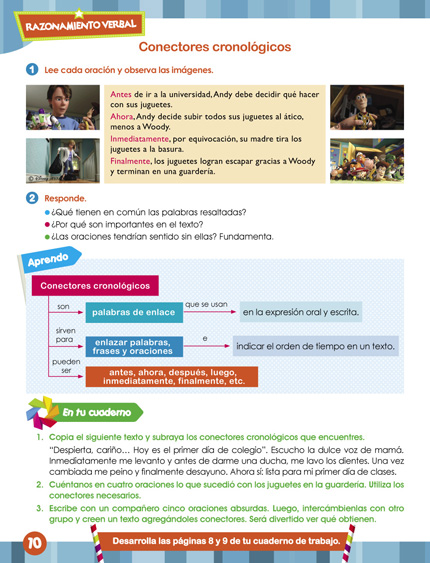 RAZONAMIENTO VERBAL
Conectores cronológicos
1 Lee cada oración y observa las imágenes.
Antes de ir a la universidad, Andy debe decidir qué hacer
con sus juguetes.
Ahora, Andy decide subir todos sus juguetes al ático,
menos a Woody.
Inmediatamente, por equivocación, su madre tira los
juguetes a la basura.
Finalmente, los juguetes logran escapar gracias a Woody
y terminan en una guardería.
2 Responde.
¿Qué tienen en común las palabras resaltadas?
¿Por qué son importantes en el texto?
¿Las oraciones tendrían sentido sin ellas? Fundamenta.
Aprendo
Conectores cronológicos
son
palabras de enlace
que se usan
en la expresión oral y escrita.
sirven
para
enlazar palabras,
frases y oraciones
e
indicar el orden de tiempo en un texto.
pueden
ser
antes, ahora, después, luego,
inmediatamente, finalmente, etc.
En tu cuaderno
1. Copia el siguiente texto y subraya los conectores cronológicos que encuentres.
"Despierta, cariño... Hoy es el primer día de colegio". Escucho la dulce voz de mamá.
Inmediatamente me levanto y antes de darme una ducha, me lavo los dientes. Una vez
cambiada me peino y finalmente desayuno. Ahora sí: lista para mi primer día de clases.
2. Cuéntanos en cuatro oraciones lo que sucedió con los juguetes en la guardería. Utiliza los
conectores necesarios.
3. Escribe con un compañero cinco oraciones absurdas. Luego, intercámbienlas con otro
grupo y creen un texto agregándoles conectores. Será divertido ver qué obtienen.
10
Desarrolla las páginas 8 y 9 de tu cuaderno de trabajo.